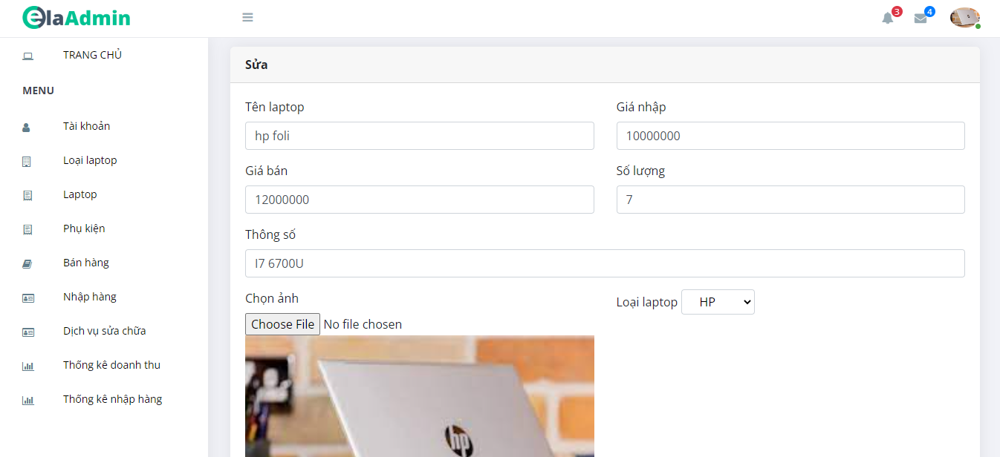 elaAdmin
3
4
TRANG CHỦ
MENU
Tài khoản
Loại laptop
Laptop
Phụ kiện
Bán hàng
Nhập hàng
Dịch vụ sửa chữa
Thống kê doanh thu
Thống kê nhập hàng
Sửa
Tên laptop
hp foli
Giá nhập
10000000
Giá bán
12000000
Số lượng
7
Thông số
I7 6700U
Chọn ảnh
Choose File No file chosen
Loại laptop HP
hp